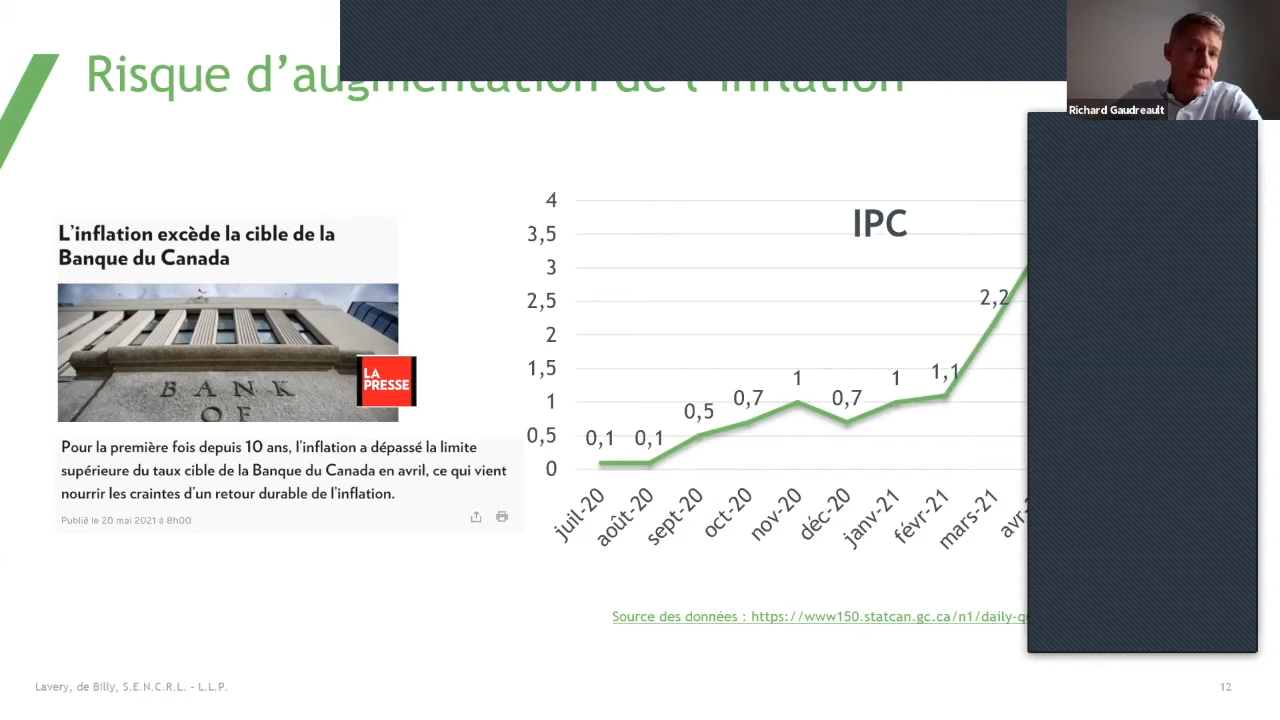 Risque d’augmentation de l’inflation
Richard Gaudreault
L’inflation excède la cible de la
Banque du Canada
BANK
OF
LA
PRESSE
Pour la première fois depuis 10 ans, l’inflation a dépassé la limite
supérieure du taux cible de la Banque du Canada en avril, ce qui vient
nourrir les craintes d’un retour durable de l’inflation.
Publié le 20 mai 2021 à 8h00
IPC
4
3,5
3
2,5
2
1,5
1
0,5
0
0,1
0,1
0,5
0,7
1
0,7
1
1,1
2,2
juil-20
août-20
sept-20
oct-20
nov-20
déc-20
janv-21
févr-21
mars-21
Source des données : https://www150.statcan.gc.ca/n1/daily-q
Lavery, de Billy, S.E.N.C.R.L. - L.L.P.
12